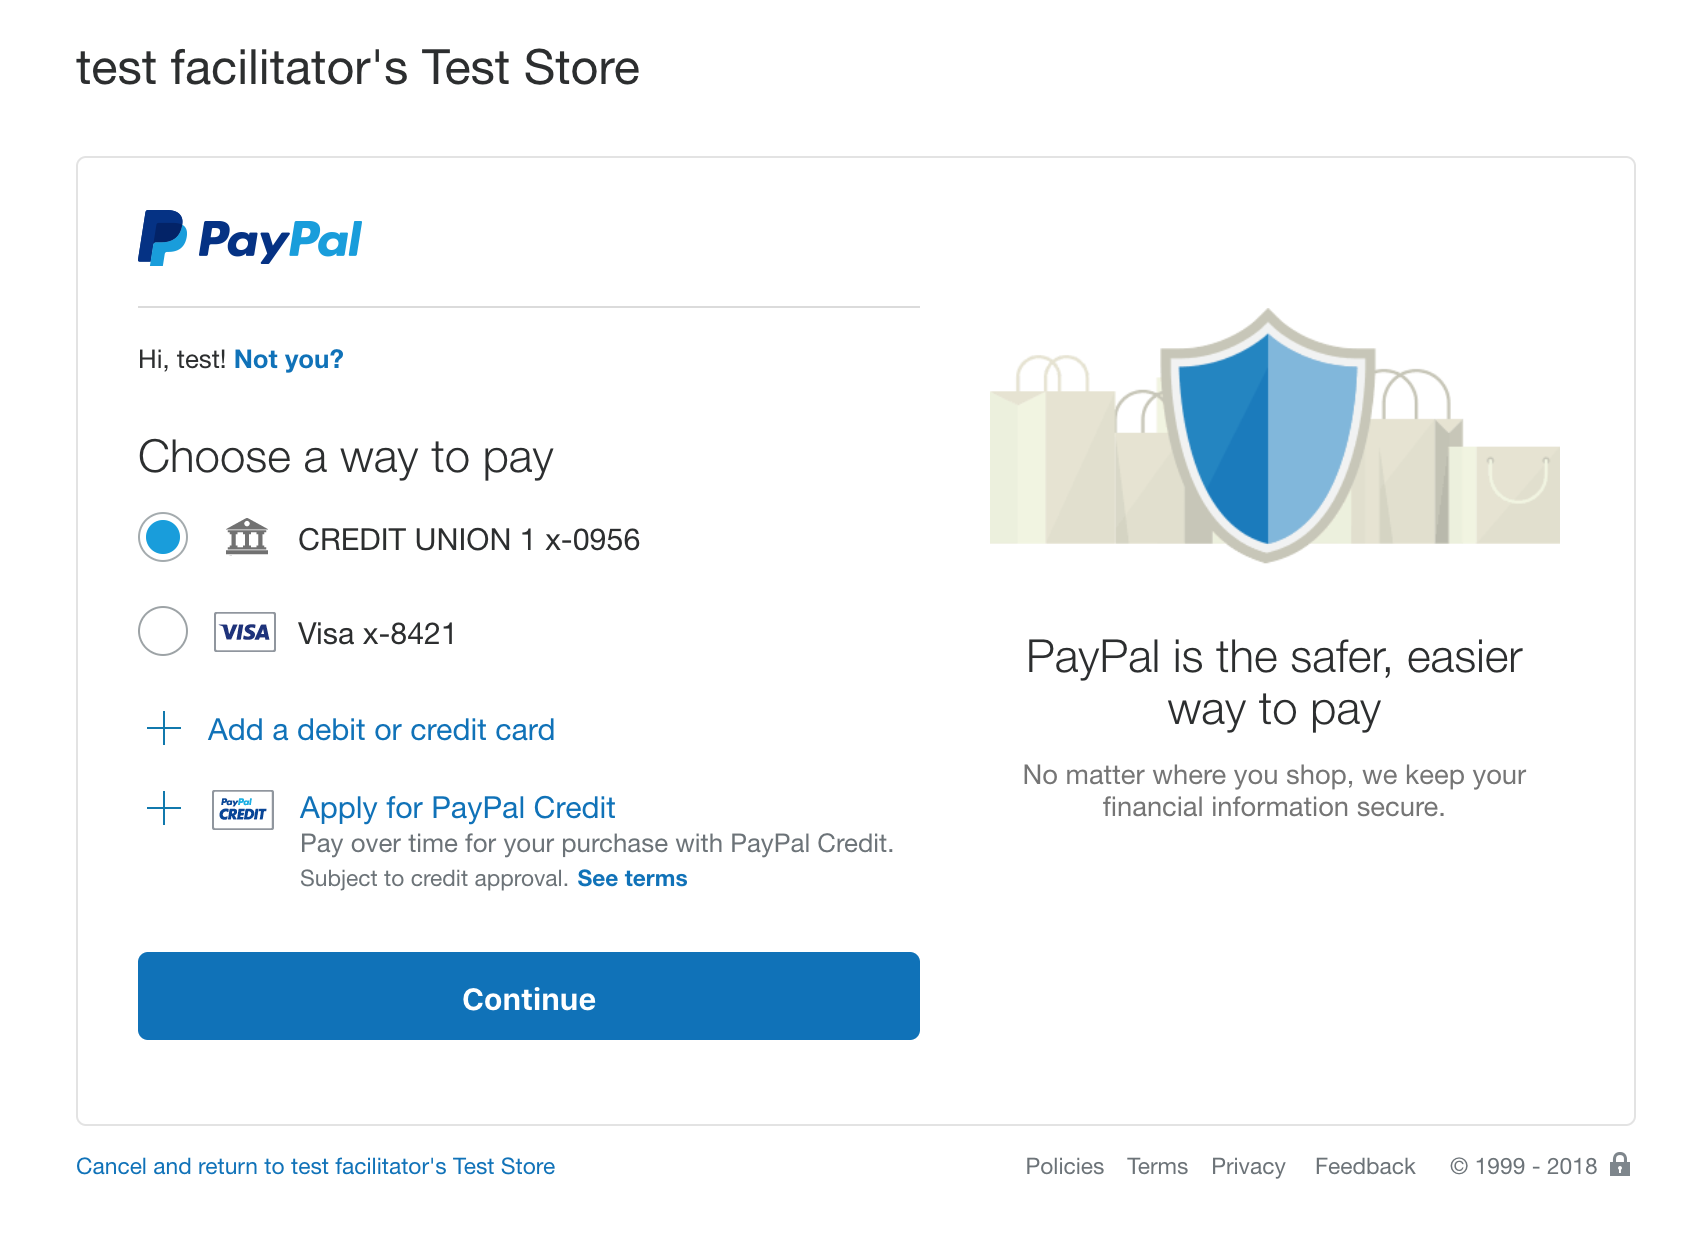 test facilitator's Test Store
PayPal
Hi, test! Not you?
Choose a way to pay
CREDIT UNION 1 x-0956
VISA Visa x-8421
Add a debit or credit card
PayPal
CREDIT
Apply for PayPal Credit
Pay over time for your purchase with PayPal Credit.
Subject to credit approval. See terms
Continue
PayPal is the safer, easier
way to pay
No matter where you shop, we keep your
financial information secure.
Cancel and return to test facilitator's Test Store
Policies Terms Privacy Feedback © 1999 - 2018